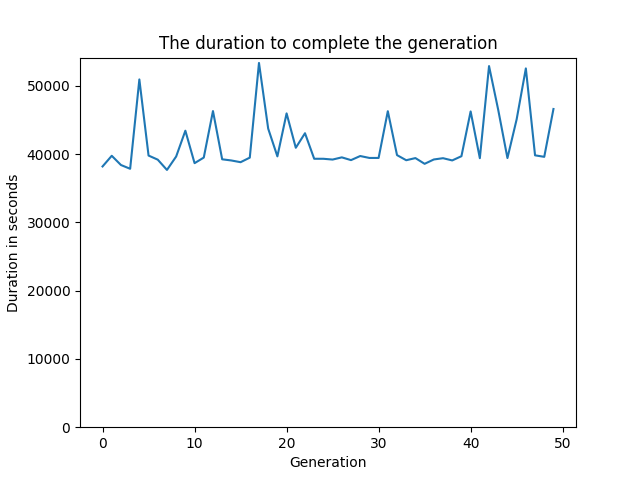 The duration to complete the generation
50000
40000
30000
20000
10000
0
Duration in seconds
0 10 20 30 40 50
Generation